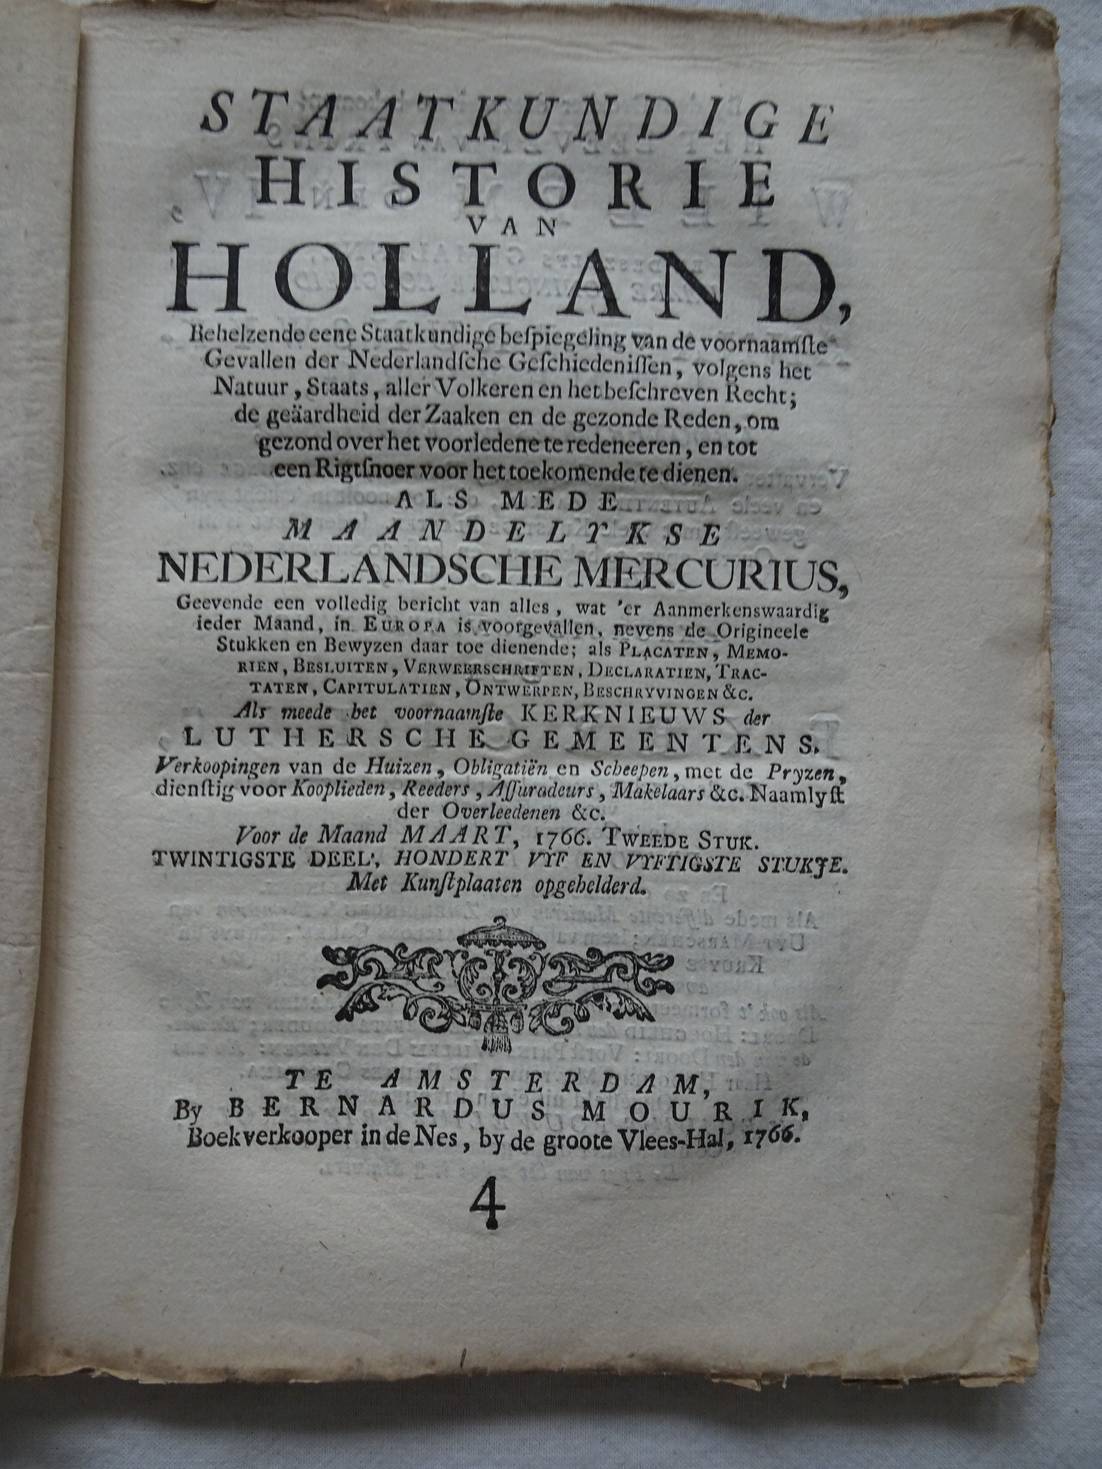 STAATKUNDIGE
HISTORIE
VAN
HOLLAND,
Behelzende eene Staatkundige beſpiegeling van de voornaamſte
Gevallen der Nederlandſche Geſchiedeniſſen, volgens het
Natuur, Staats, aller Volkeren en het beſchreven Recht;
de geäardheid der Zaaken en de gezonde Reden, om
gezond over het voorledene te redeneeren, en tot
een Rigtſnoer voor het toekomende te dienen.
ALS MEDE
MAANDELYKSE
NEDERLANDSCHE MERCURIUS,
Geevende een volledig bericht van alles, wat 'er Aanmerkenswaardig
ieder Maand, in EUROPA is voorgevallen, nevens de Origineele
Stukken en Bewyzen daar toe dienende; als PLACATEN, MEMO-
RIEN, BESLUITEN, VERWEERSCHRIFTEN, DECLARATIEN, TRAC-
TATEN, CAPITULATIEN, ONTWERPEN, BESCHRYVINGEN &c.
Als meede het voornaamſte KERKNIEUWS der
LUTHERSCHE GEMEENTENS.
Verkoopingen van de Huizen, Obligatiën en Scheepen, met de Pryzen,
dienſtig voor Kooplieden, Reeders, Aſſuradeurs, Makelaars &c. Naamlyſt
der Overleedenen &c.
Voor de Maand MAART, 1766. TWEEDE STUK.
TWINTIGSTE DEEL, HONDERT VYF EN VYFTIGSTE STUKJE.
Met Kunſtplaaten opgehelderd.
TE AMSTERDAM,
By BERNARDUS MOURIK,
Boekverkooper in de Nes, by de groote Vlees-Hal, 1766.
4